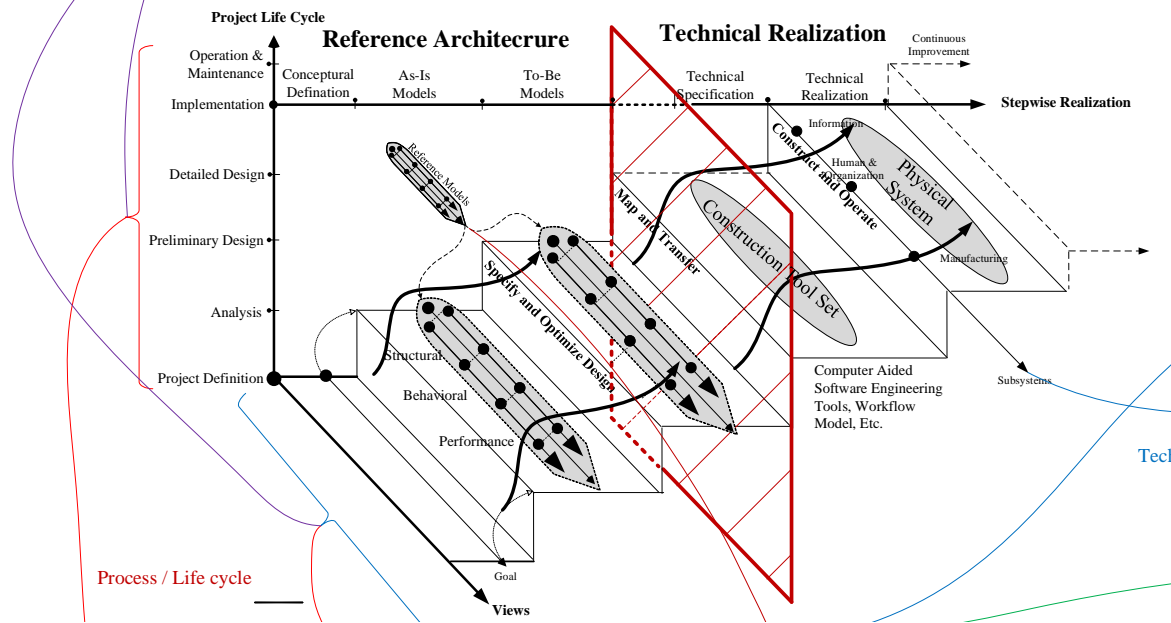 Project Life Cycle
Reference Architecrure
Technical Realization
Continuous
Improvement
Operation &
Maintenance
Conceptural
Defination
As-Is
Models
To-Be
Models
Technical
Specification
Technical
Realization
Implementation
Stepwise Realization
Information
Construct and Operate
Human &
Organization
Physical
System
Reference Models
Detailed Design
Map and Transfer
Construction Tool Set
Preliminary Design
Manufacturing
Specify and Optimize Design
Analysis
Structural
Project Definition
Behavioral
Performance
Computer Aided
Software Engineering
Tools, Workflow
Model, Etc.
Subsystems
Tecl
Goal
Process / Life cycle
Views